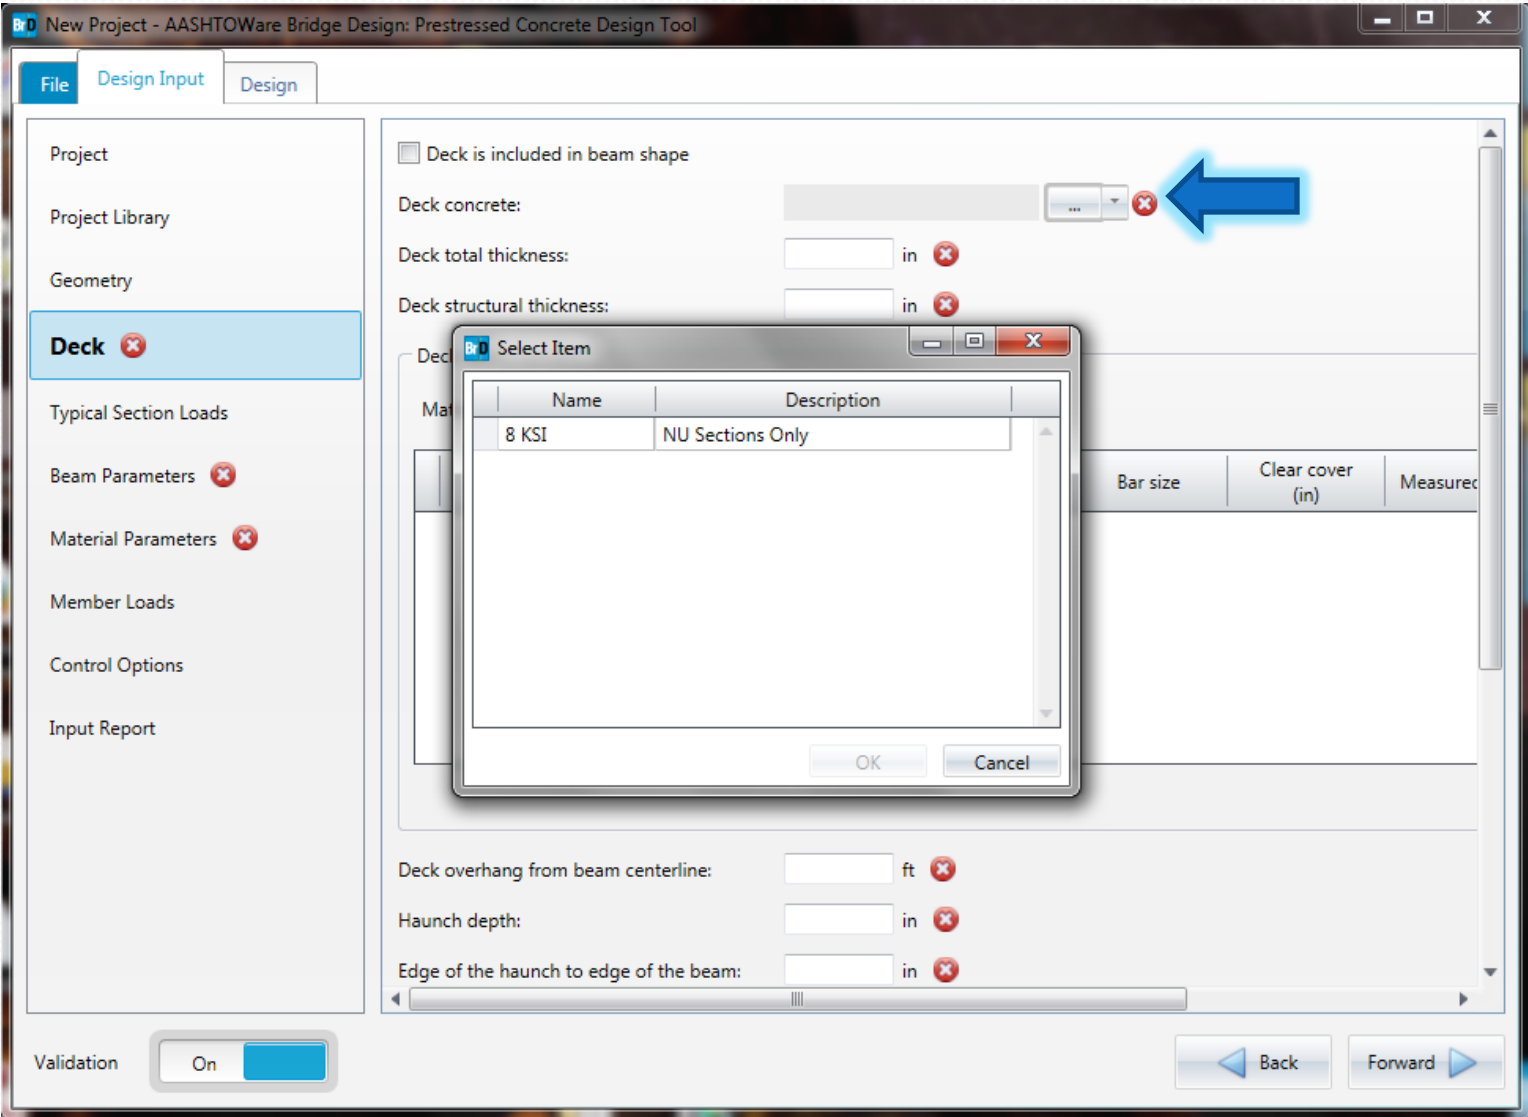 BrD New Project - AASHTOWare Bridge Design: Prestressed Concrete Design Tool
File Design Input Design
Project
Project Library
Geometry
Deck
Typical Section Loads
Beam Parameters
Material Parameters
Member Loads
Control Options
Input Report
Deck is included in beam shape
Deck concrete: ...
Deck total thickness: in
Deck structural thickness: in
BrD Select Item
Name Description
8 KSI NU Sections Only
OK Cancel
Bar size Clear cover (in) Measured
Deck overhang from beam centerline: ft
Haunch depth: in
Edge of the haunch to edge of the beam: in
Validation On
Back Forward